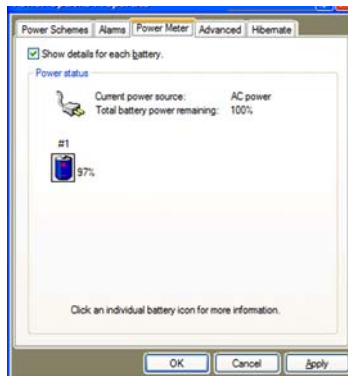 Power Schemes Alarms Power Meter Advanced Hibernate
Show details for each battery.
Power status
Current power source: AC power
Total battery power remaining: 100%
#1
97%
Click an individual battery icon for more information.
OK Cancel Apply